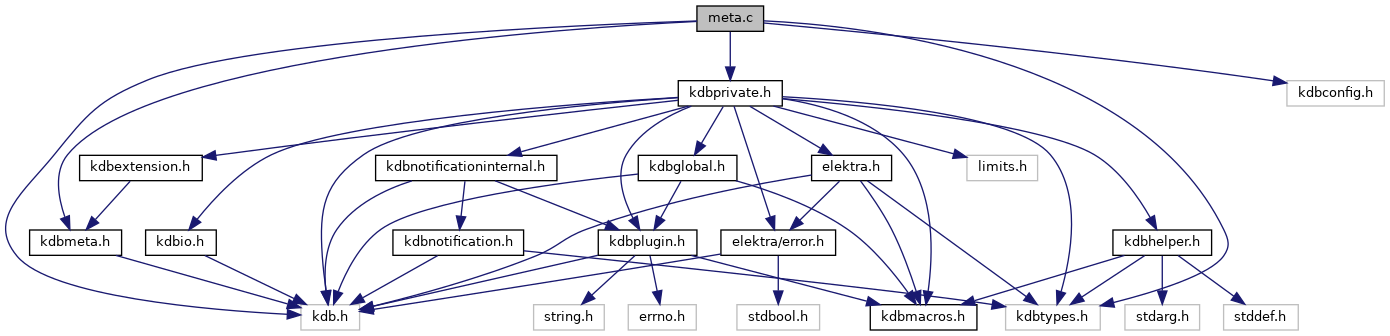 meta.c
kdbprivate.h
kdbconfig.h
kdbextension.h
kdbnotificationinternal.h
kdbglobal.h
elektra.h
limits.h
kdbmeta.h
kdbio.h
kdbnotification.h
kdbplugin.h
elektra/error.h
kdbhelper.h
kdb.h
string.h
errno.h
stdbool.h
kdbmacros.h
kdbtypes.h
stdarg.h
stddef.h